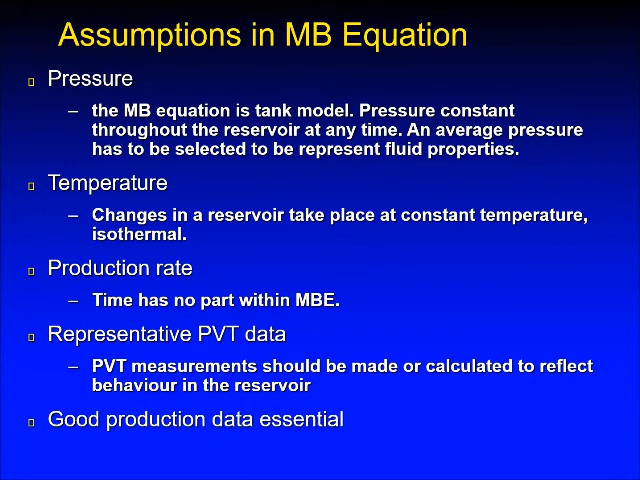 Assumptions in MB Equation
Pressure
– the MB equation is tank model. Pressure constant
throughout the reservoir at any time. An average pressure
has to be selected to be represent fluid properties.
Temperature
– Changes in a reservoir take place at constant temperature,
isothermal.
Production rate
– Time has no part within MBE.
Representative PVT data
– PVT measurements should be made or calculated to reflect
behaviour in the reservoir
Good production data essential